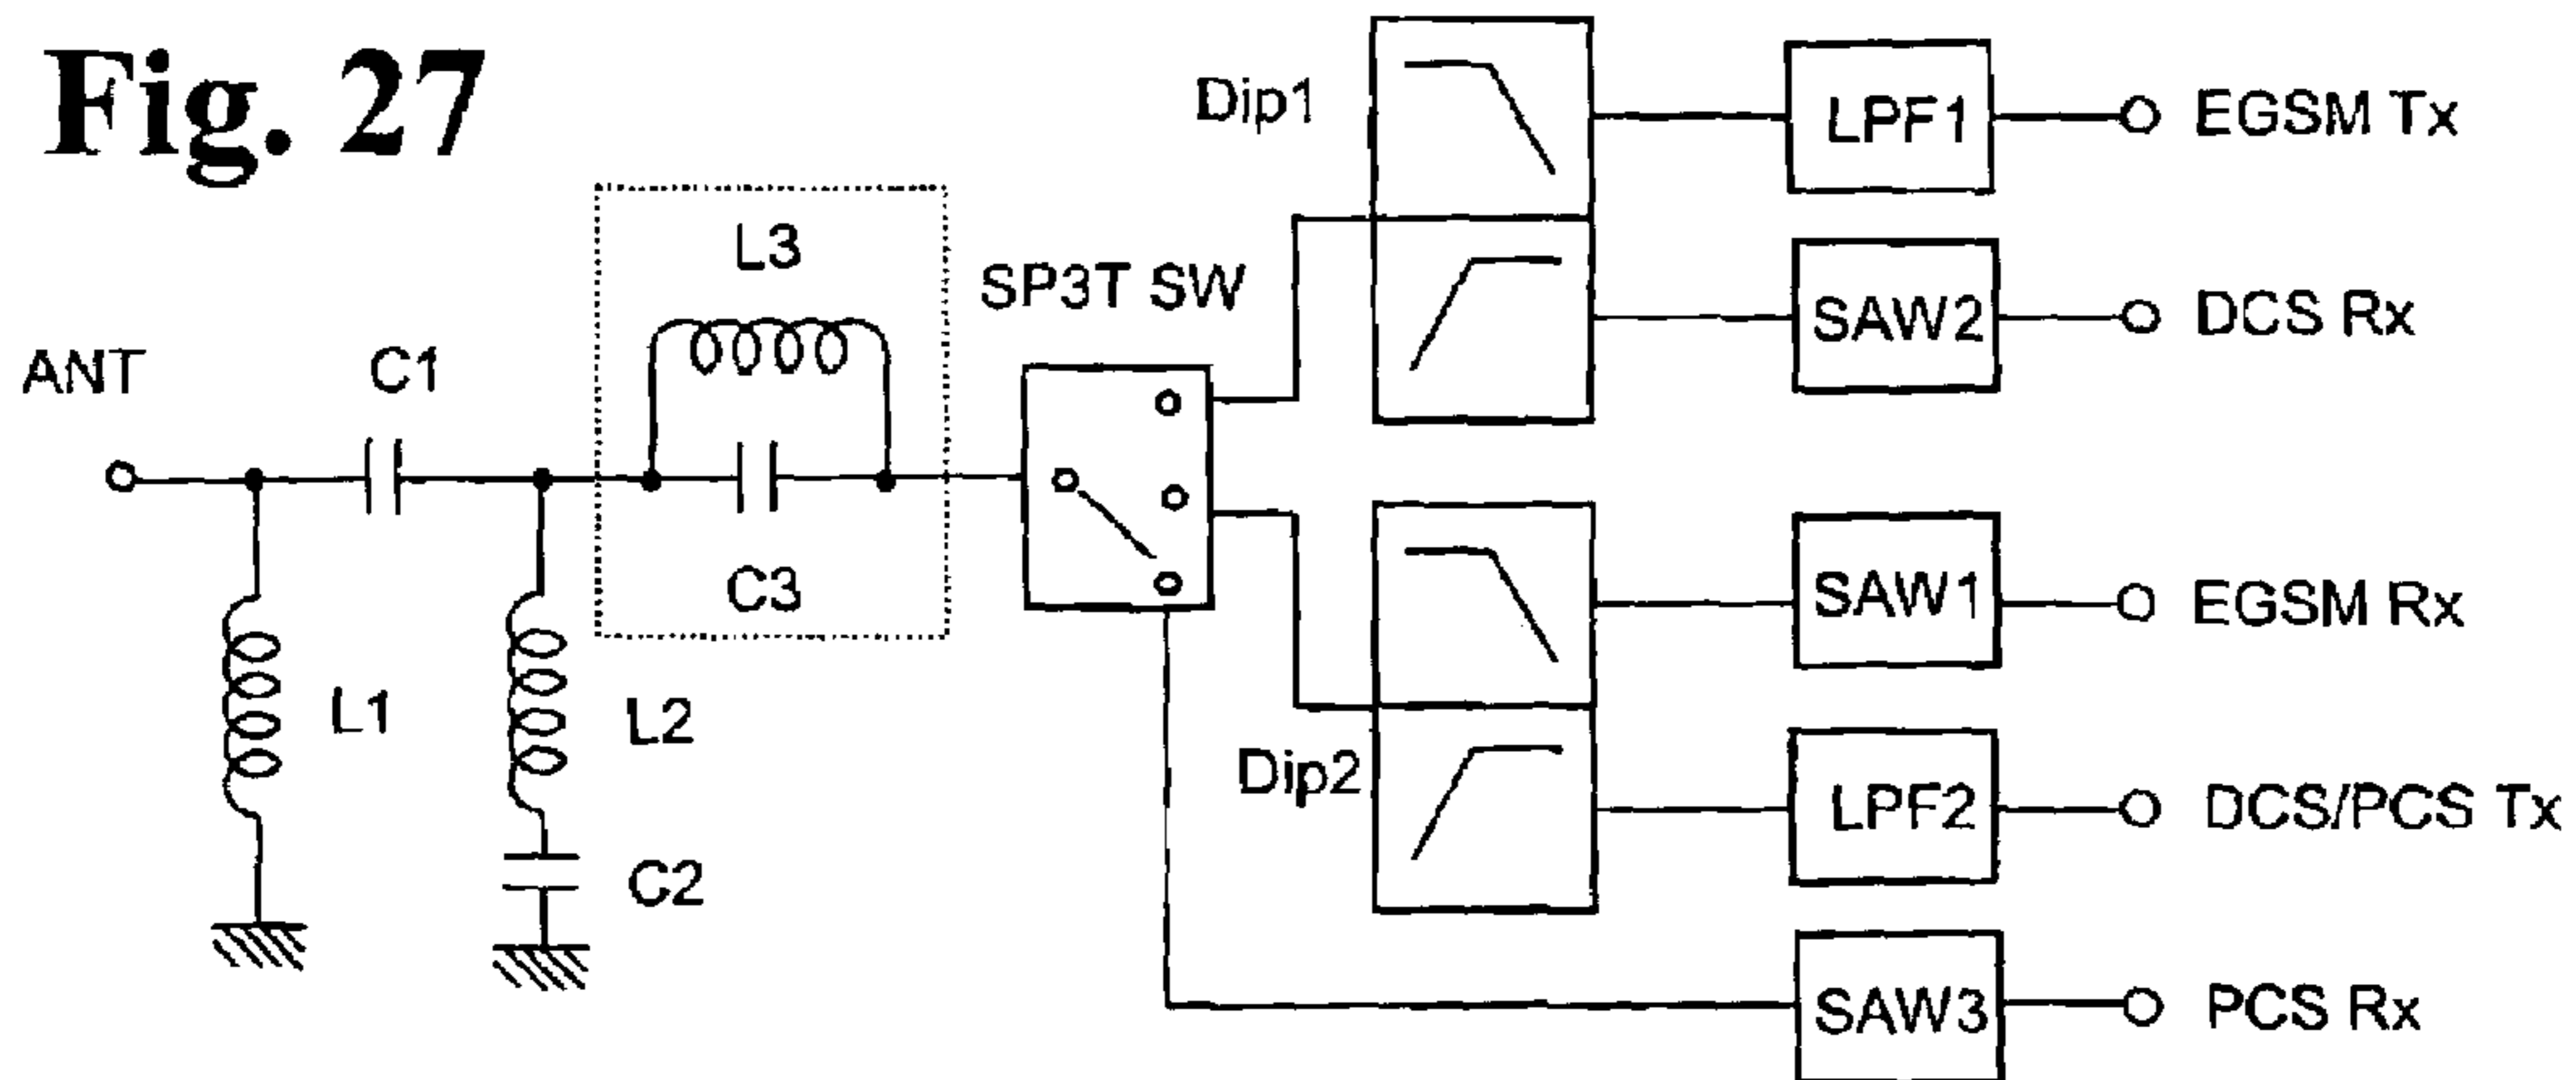 Fig. 27
Dip1
LPF1
EGSM Tx
L3
SP3T SW
SAW2
DCS Rx
ANT
C1
C3
SAW1
EGSM Rx
L1
L2
Dip2
LPF2
DCS/PCS Tx
C2
SAW3
PCS Rx